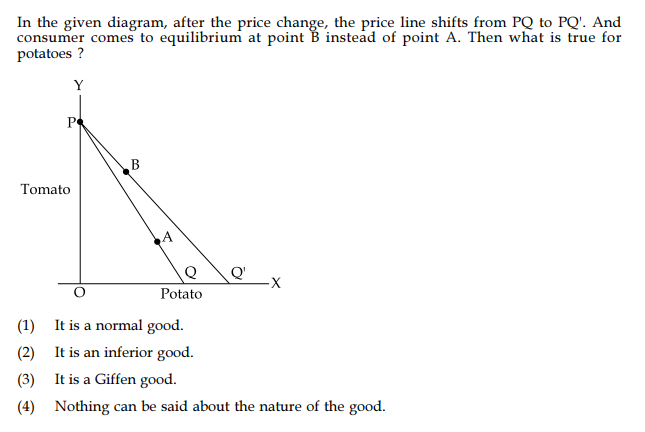 In the given diagram, after the price change, the price line shifts from PQ to PQ'. And
consumer comes to equilibrium at point B instead of point A. Then what is true for
potatoes ?
Y
P
B
Tomato
A
Q Q'
X
O
Potato
(1) It is a normal good.
(2) It is an inferior good.
(3) It is a Giffen good.
(4) Nothing can be said about the nature of the good.